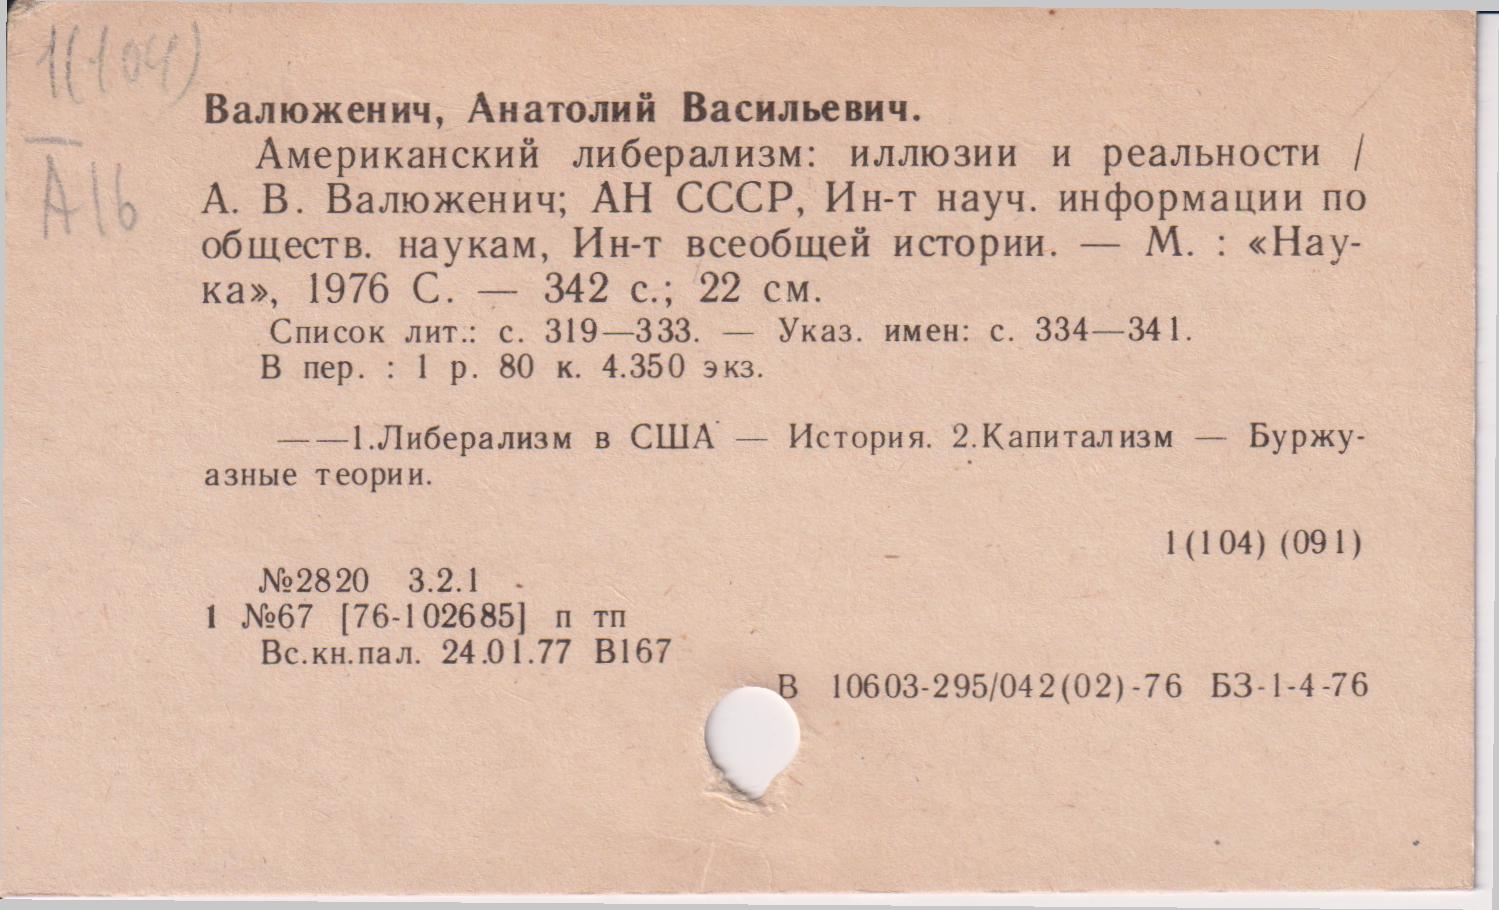 1(104)
А16
Валюженич, Анатолий Васильевич.
Американский либерализм: иллюзии и реальности /
А. В. Валюженич; АН СССР, Ин-т науч. информации по
обществ. наукам, Ин-т всеобщей истории. — М. : «Нау-
ка», 1976 С. — 342 с.; 22 см.
Список лит.: с. 319—333. — Указ. имен: с. 334—341.
В пер. : 1 р. 80 к. 4.350 экз.
——1.Либерализм в США — История. 2.Капитализм — Буржу-
азные теории.
1(104) (091)
№2820 3.2.1
1 №67 [76-102685] п тп
Вс.кн.пал. 24.01.77 В167
В 10603-295/042(02)-76 БЗ-1-4-76